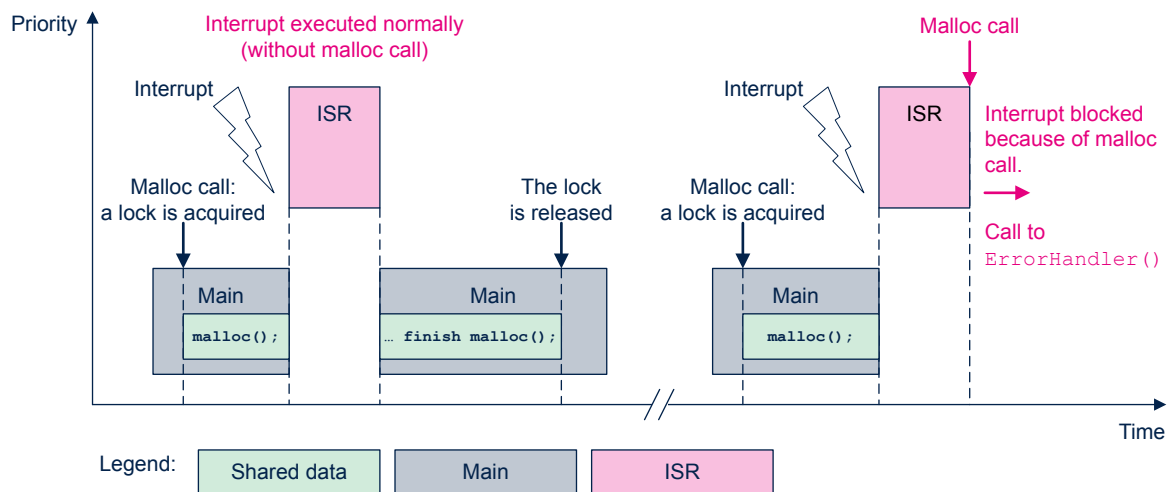 Priority
Interrupt executed normally
(without malloc call)
Malloc call
Interrupt
ISR
Interrupt
ISR
Interrupt blocked
because of malloc
call.
Malloc call:
a lock is acquired
The lock
is released
Malloc call:
a lock is acquired
Call to
ErrorHandler()
Main
Main
Main
malloc();
… finish malloc();
malloc();
Time
Legend:
Shared data
Main
ISR